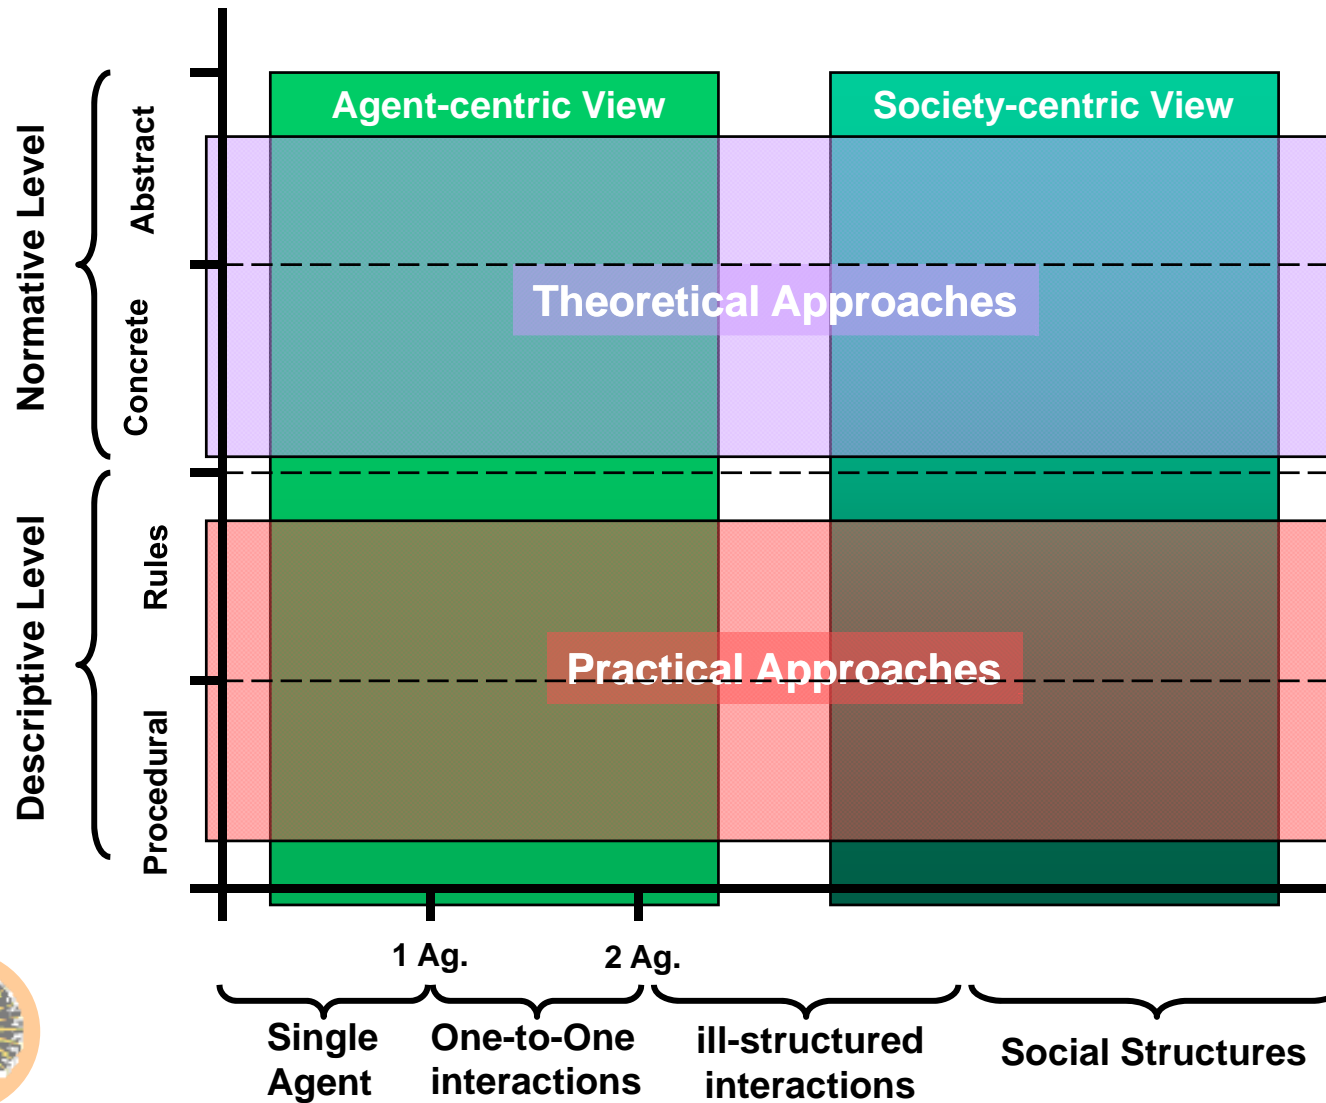 Agent-centric View
Society-centric View
Normative Level
Abstract
Concrete
Theoretical Approaches
Descriptive Level
Rules
Procedural
Practical Approaches
1 Ag.
2 Ag.
Single
Agent
One-to-One
interactions
ill-structured
interactions
Social Structures